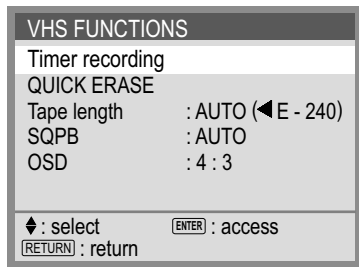 VHS FUNCTIONS
Timer recording
QUICK ERASE
Tape length : AUTO (◀ E - 240)
SQPB : AUTO
OSD : 4 : 3
♦ : select ENTER : access
RETURN : return